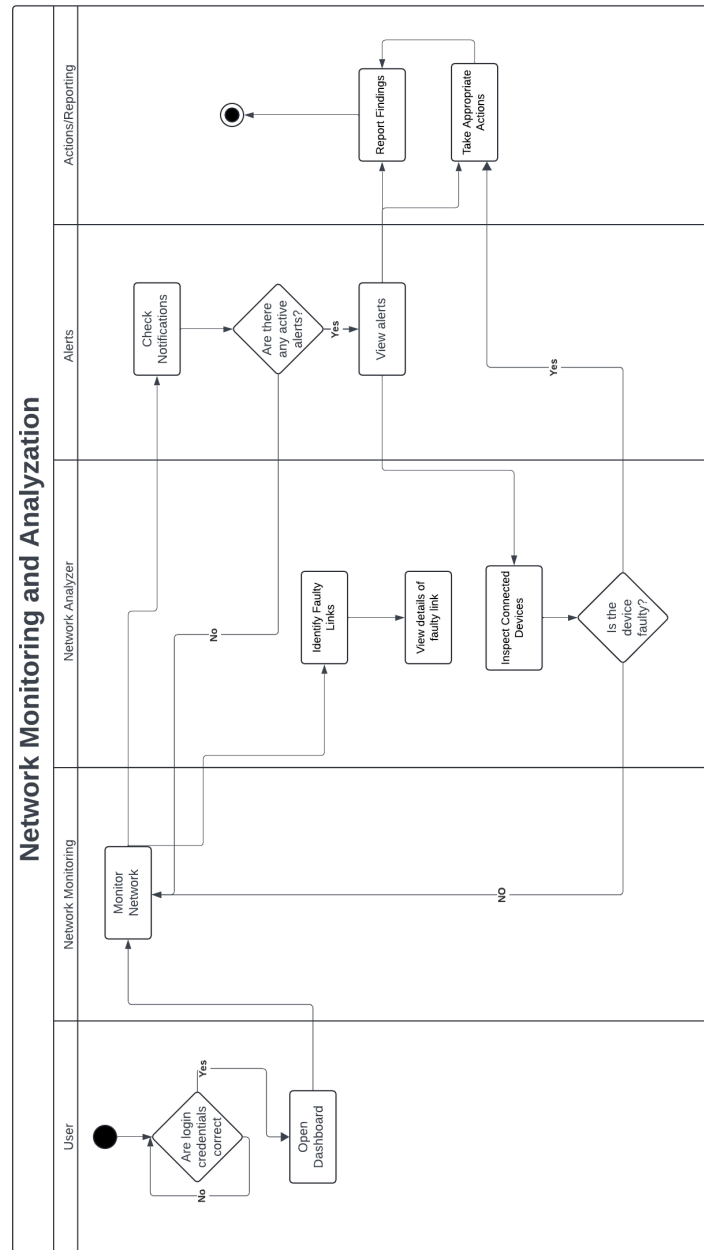 Network Monitoring and Analyzation
User
Network Monitoring
Network Analyzer
Alerts
Actions/Reporting
Are login
credentials
correct
No
Yes
Open
Dashboard
Monitor
Network
Check
Notifications
Are there
any active
alerts?
No
Yes
View alerts
Identify Faulty
Links
View details of
faulty link
Inspect Connected
Devices
Is the
device
faulty?
NO
Yes
Report Findings
Take Appropriate
Actions